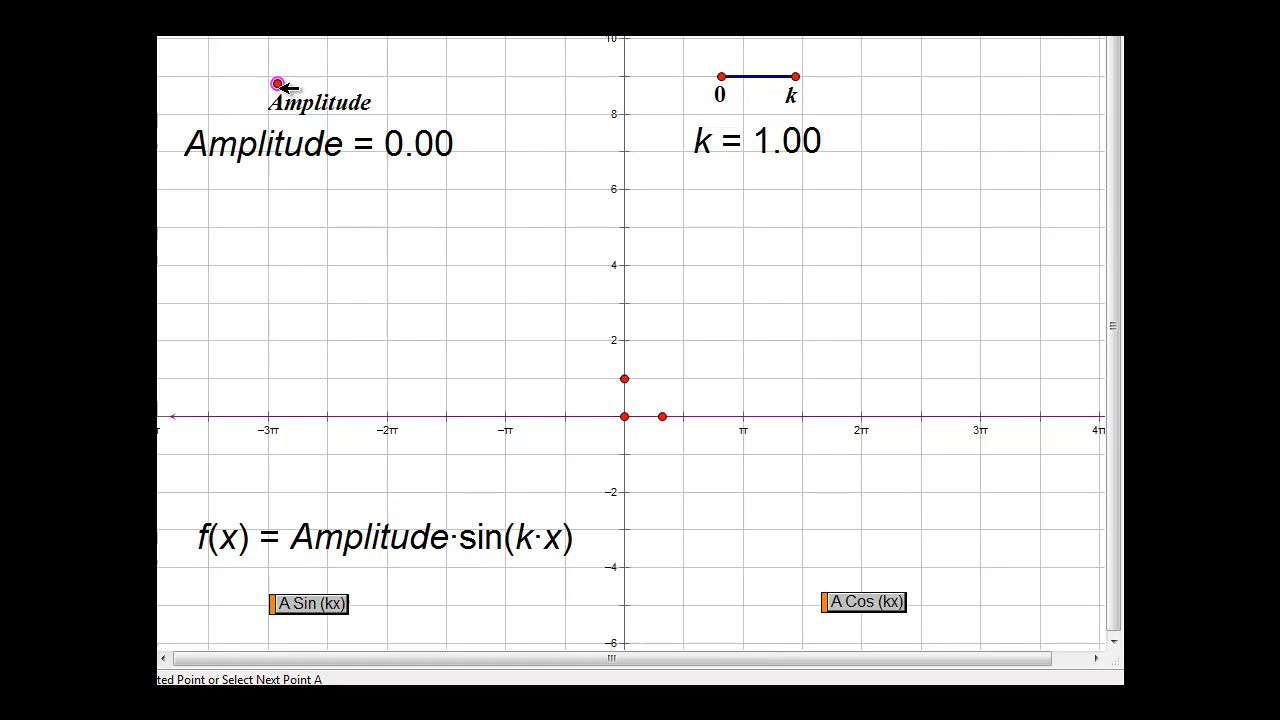 10
Amplitude
0 k
8
Amplitude = 0.00
k = 1.00
6
4
2
−3π −2π −π π 2π 3π 4π
−2
f(x) = Amplitude·sin(k·x)
−4
A Sin (kx)
A Cos (kx)
−6
ted Point or Select Next Point A